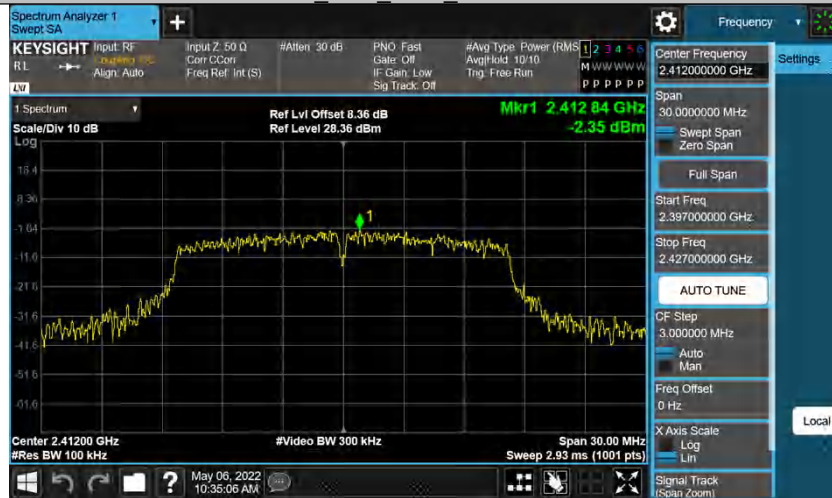 Spectrum Analyzer 1
Swept SA
Frequency
KEYSIGHT
RL
Input: RF
Align: Auto
Input Z: 50 Ω
Corr CCorr
Freq Ref: Int (S)
#Atten: 30 dB
PNO: Fast
Gate: Off
IF Gain: Low
Sig Track: Off
#Avg Type: Power (RMS
Avg|Hold: 10/10
Trig: Free Run
1 2 3 4 5 6
M W W W W W
P P P P P P
LNI
1 Spectrum
Scale/Div 10 dB
Log
Ref Lvl Offset 8.36 dB
Ref Level 28.36 dBm
Mkr1 2.412 84 GHz
-2.35 dBm
18.4
8.36
-1.64
-11.6
-21.6
-31.6
-41.6
-51.6
-61.6
1
Center 2.41200 GHz
#Res BW 100 kHz
#Video BW 300 kHz
Span 30.00 MHz
Sweep 2.93 ms (1001 pts)
May 06, 2022
10:35:06 AM
?
Center Frequency
2.412000000 GHz
Settings
Span
30.0000000 MHz
Swept Span
Zero Span
Full Span
Start Freq
2.397000000 GHz
Stop Freq
2.427000000 GHz
AUTO TUNE
CF Step
3.000000 MHz
Auto
Man
Freq Offset
0 Hz
Local
X Axis Scale
Log
Lin
Signal Track
(Span Zoom)